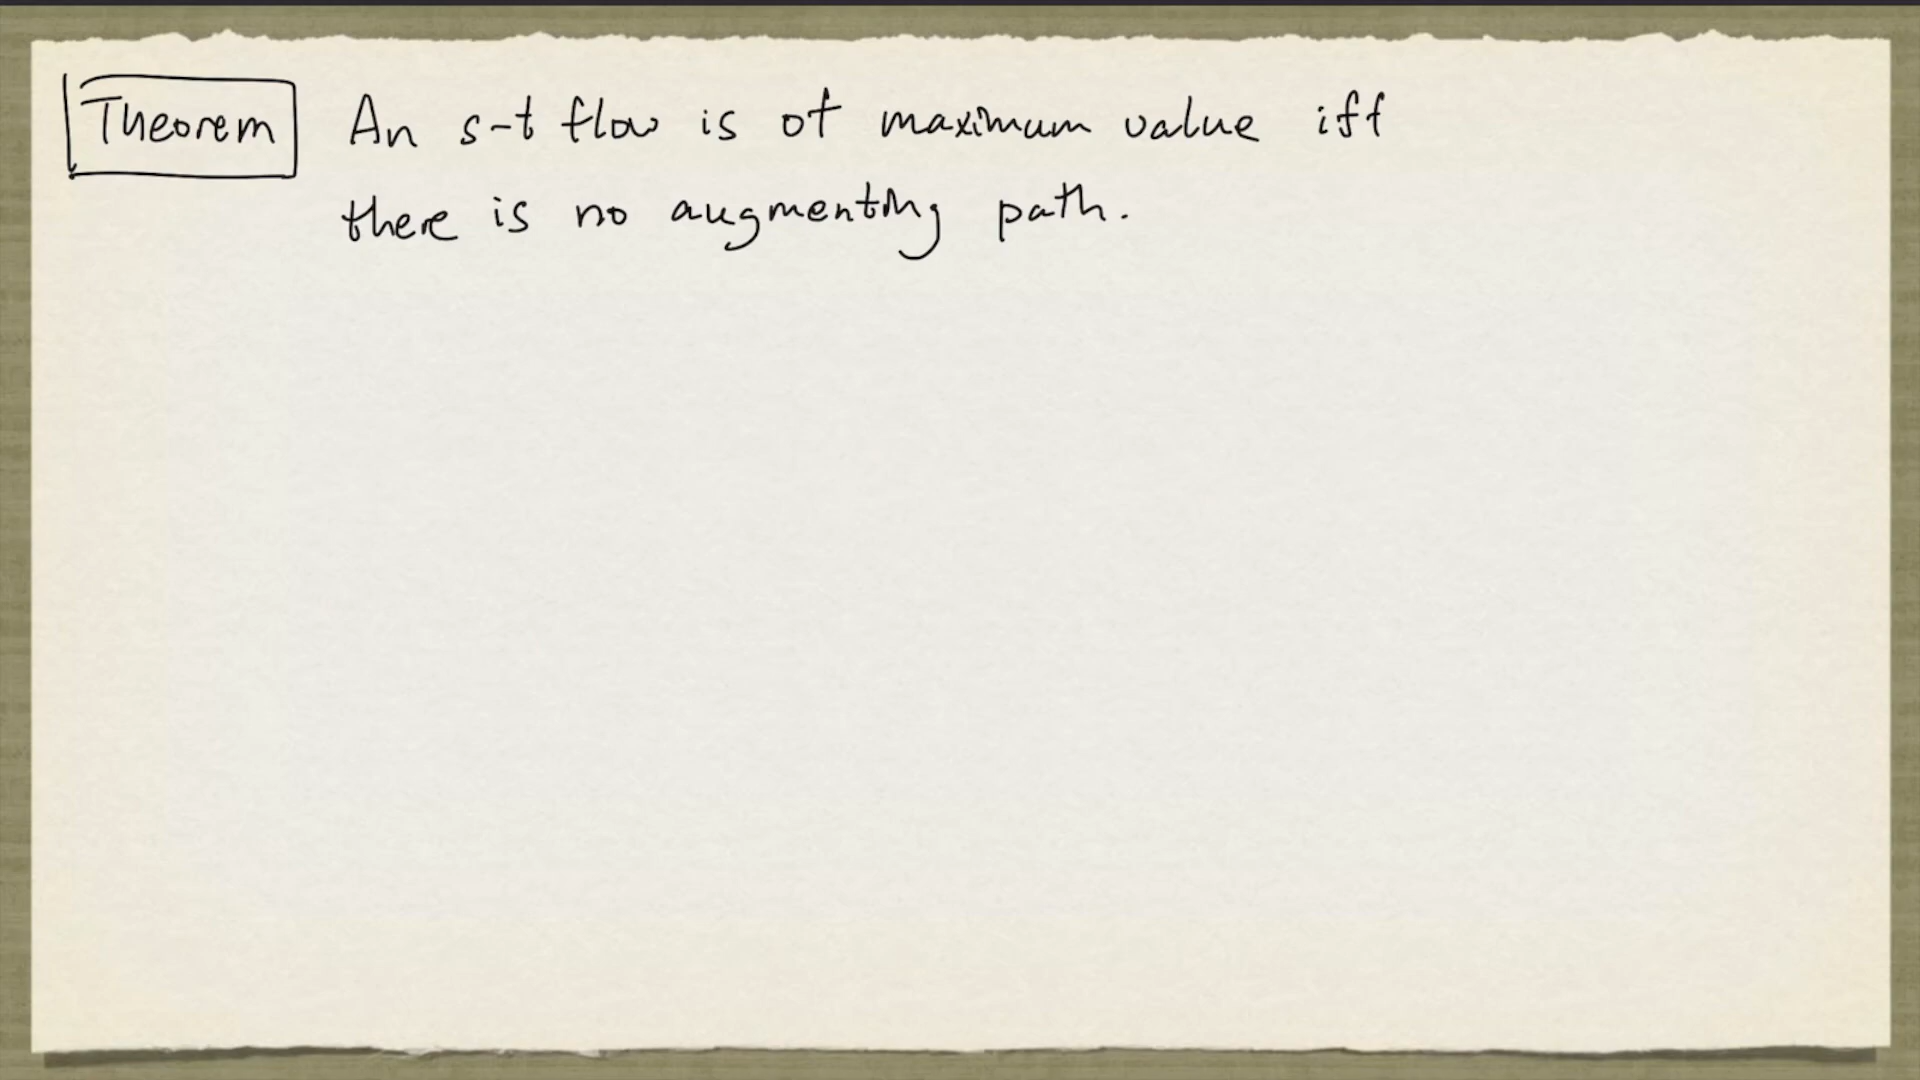 Theorem An s-t flow is of maximum value iff
there is no augmenting path.